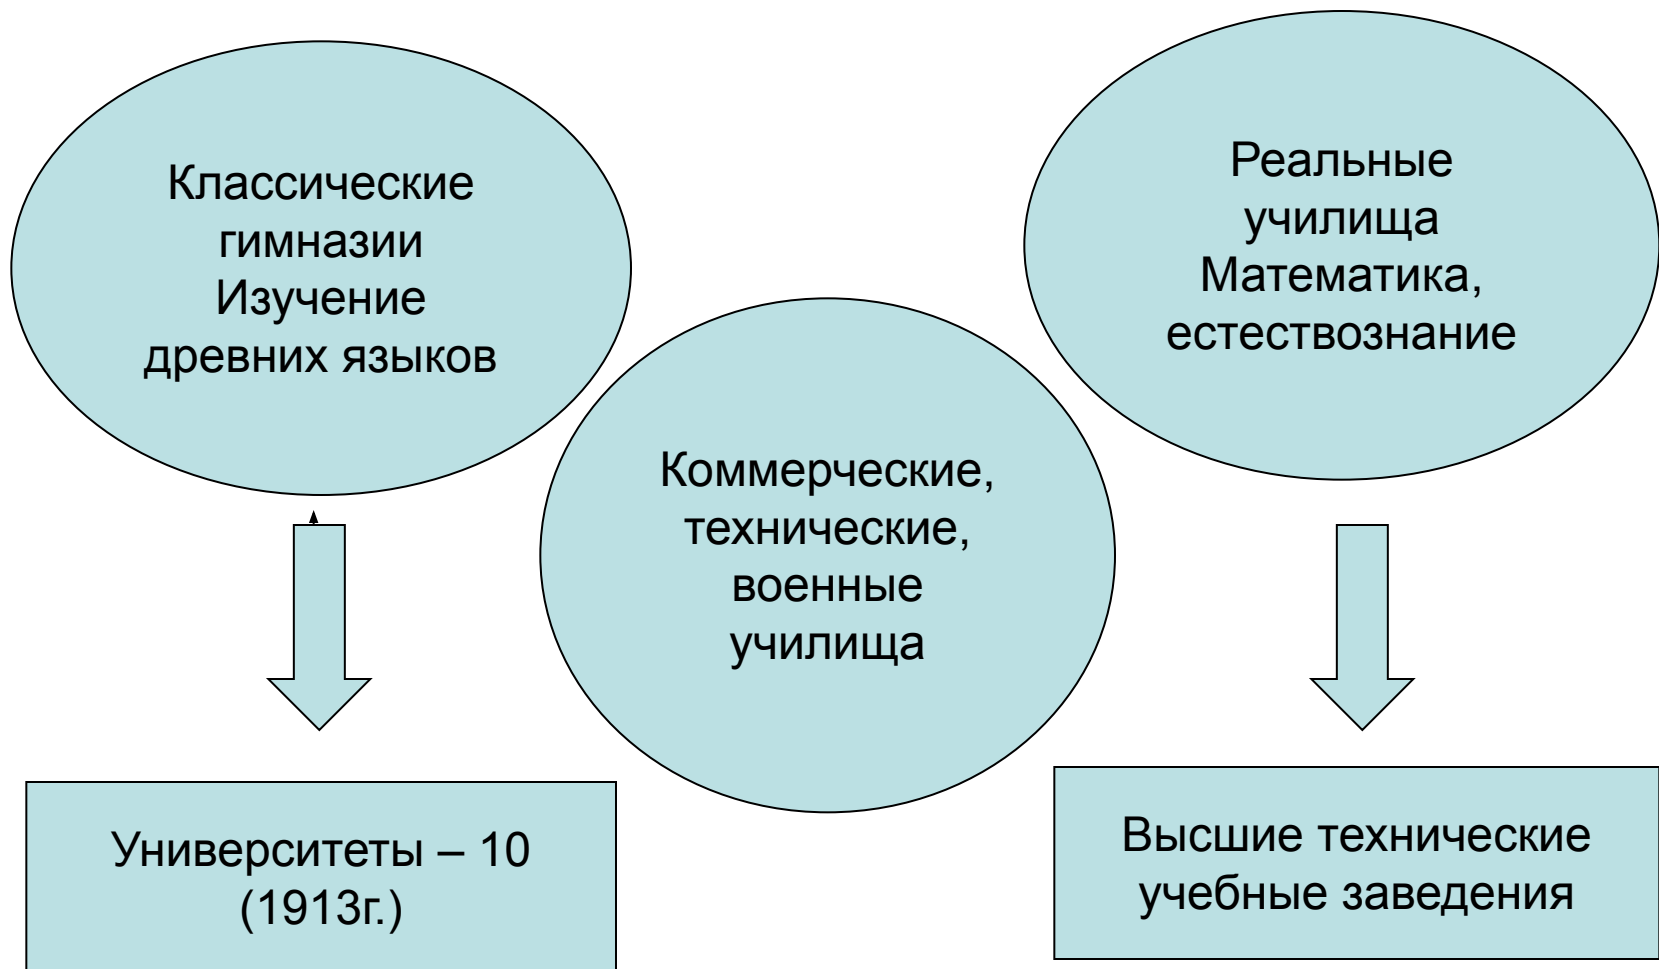 Классические
гимназии
Изучение
древних языков
Реальные
училища
Математика,
естествознание
Коммерческие,
технические,
военные
училища
Университеты – 10
(1913г.)
Высшие технические
учебные заведения